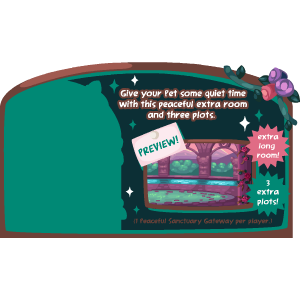 Give your Pet some quiet time
with this peaceful extra room
and three plots.
PREVIEW!
extra
long
room!
3
extra
plots!
(1 Peaceful Sanctuary Gateway per player.)